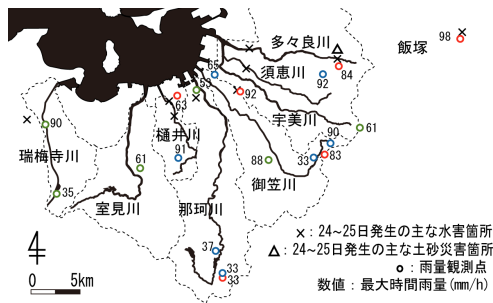 多々良川
98
飯塚
65
須恵川
84
92
53
92
63
宇美川
90
樋井川
90
61
瑞梅寺川
91
33
83
61
88
御笠川
35
室見川
那珂川
37
33
33
×：24～25日発生の主な水害箇所
△：24～25日発生の主な土砂災害箇所
○：雨量観測点
数値：最大時間雨量(mm/h)
4
0 5km